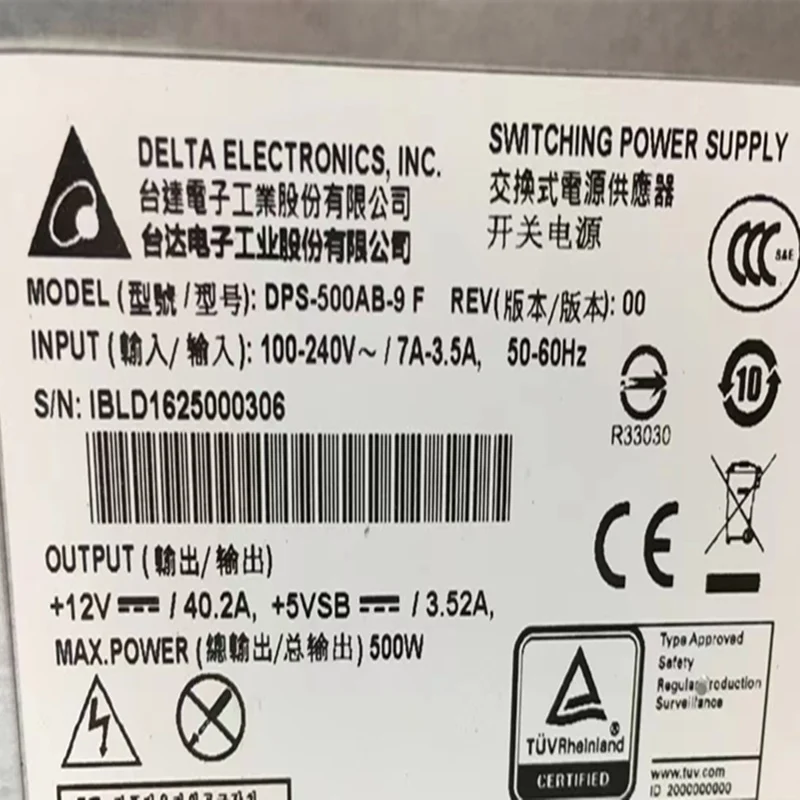 DELTA ELECTRONICS, INC.
台達電子工業股份有限公司
台达电子工业股份有限公司
SWITCHING POWER SUPPLY
交換式電源供應器
开关电源
CCC
S&E
MODEL (型號/型号): DPS-500AB-9 F REV(版本/版本): 00
INPUT (輸入/输入): 100-240V~ / 7A-3.5A, 50-60Hz
S/N: IBLD1625000306
R33030
10
CE
OUTPUT (輸出/输出)
+12V⎓ / 40.2A, +5VSB⎓ / 3.52A,
MAX.POWER (總輸出/总输出) 500W
TÜVRheinland
®
CERTIFIED
Type Approved
Safety
Regular Production
Surveillance
www.tuv.com
ID 2000000000